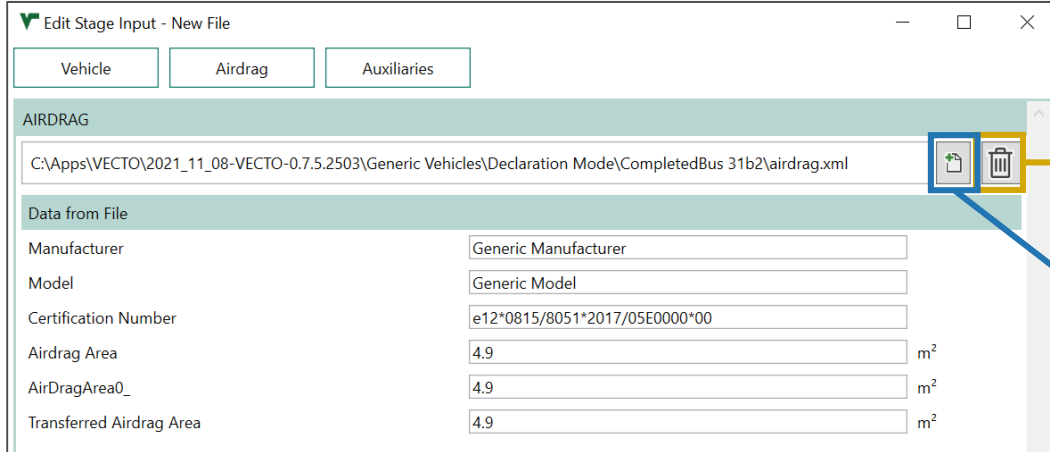 Edit Stage Input - New File
Vehicle Airdrag Auxiliaries
AIRDRAG
C:\Apps\VECTO\2021_11_08-VECTO-0.7.5.2503\Generic Vehicles\Declaration Mode\CompletedBus 31b2\airdrag.xml
Data from File
Manufacturer Generic Manufacturer
Model Generic Model
Certification Number e12*0815/8051*2017/05E0000*00
Airdrag Area 4.9 m²
AirDragArea0_ 4.9 m²
Transferred Airdrag Area 4.9 m²